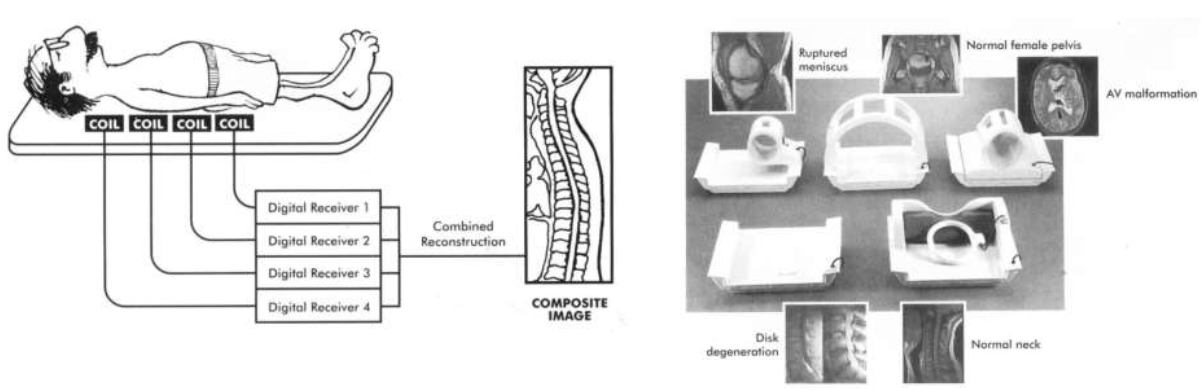 COIL COIL COIL COIL
Digital Receiver 1
Digital Receiver 2
Digital Receiver 3
Digital Receiver 4
Combined
Reconstruction
COMPOSITE
IMAGE
Ruptured
meniscus
Normal female pelvis
AV malformation
Disk
degeneration
Normal neck